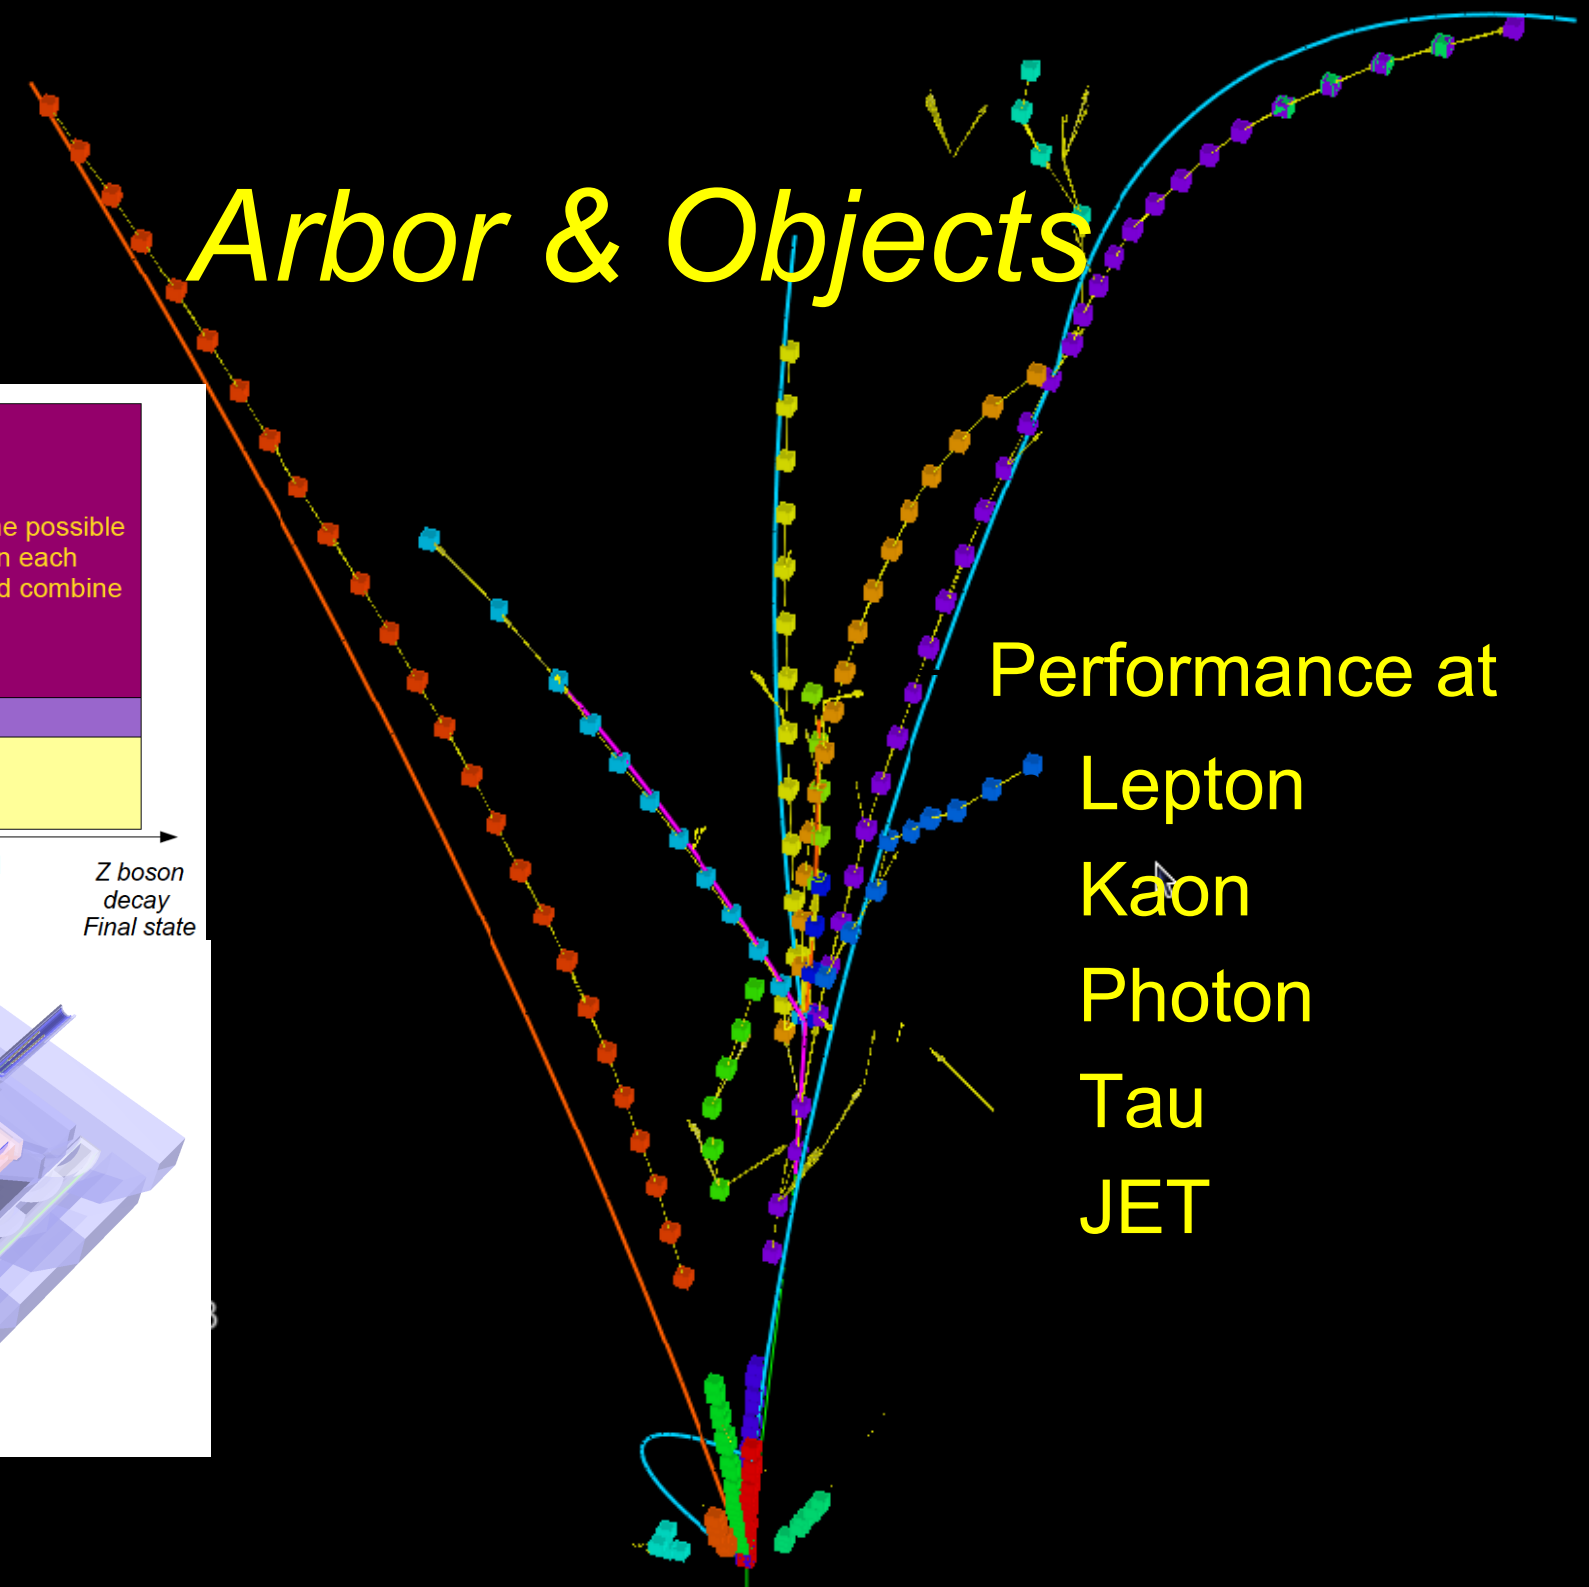 Arbor & Objects
possible
each
combine
Z boson
decay
Final state
Performance at
Lepton
Kaon
Photon
Tau
JET